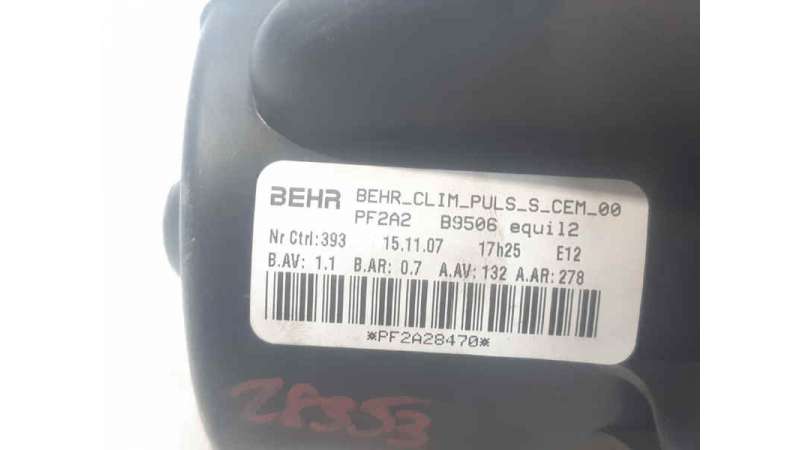 BEHR BEHR_CLIM_PULS_S_CEM_00
PF2A2 B9506 equil2
Nr Ctrl:393 15.11.07 17h25 E12
B.AV: 1.1 B.AR: 0.7 A.AV:132 A.AR:278
*PF2A28470*
28353